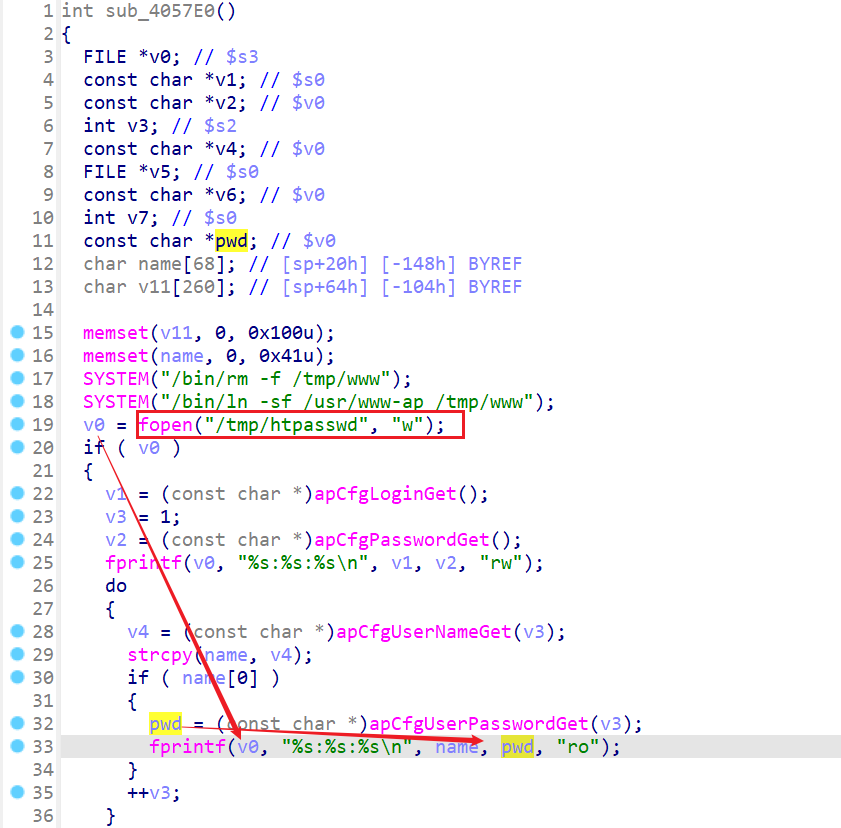 1 int sub_4057E0()
2 {
3 FILE *v0; // $s3
4 const char *v1; // $s0
5 const char *v2; // $v0
6 int v3; // $s2
7 const char *v4; // $v0
8 FILE *v5; // $s0
9 const char *v6; // $v0
10 int v7; // $s0
11 const char *pwd; // $v0
12 char name[68]; // [sp+20h] [-148h] BYREF
13 char v11[260]; // [sp+64h] [-104h] BYREF
14
15 memset(v11, 0, 0x100u);
16 memset(name, 0, 0x41u);
17 SYSTEM("/bin/rm -f /tmp/www");
18 SYSTEM("/bin/ln -sf /usr/www-ap /tmp/www");
19 v0 = fopen("/tmp/htpasswd", "w");
20 if ( v0 )
21 {
22 v1 = (const char *)apCfgLoginGet();
23 v3 = 1;
24 v2 = (const char *)apCfgPasswordGet();
25 fprintf(v0, "%s:%s:%s\n", v1, v2, "rw");
26 do
27 {
28 v4 = (const char *)apCfgUserNameGet(v3);
29 strcpy(name, v4);
30 if ( name[0] )
31 {
32 pwd = (const char *)apCfgUserPasswordGet(v3);
33 fprintf(v0, "%s:%s:%s\n", name, pwd, "ro");
34 }
35 ++v3;
36 }